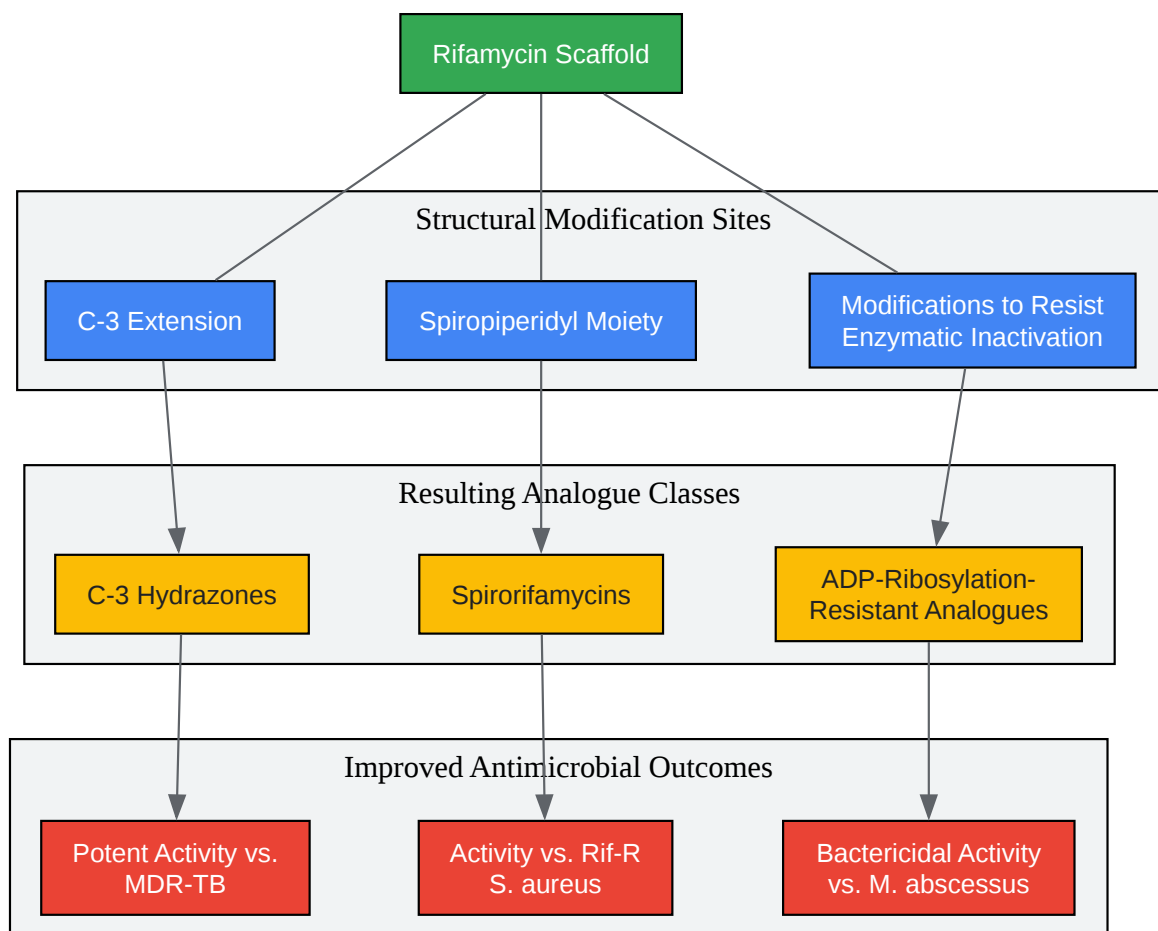 Rifamycin Scaffold
Structural Modification Sites
C-3 Extension
Spiropiperidyl Moiety
Modifications to Resist
Enzymatic Inactivation
Resulting Analogue Classes
C-3 Hydrazones
Spirorifamycins
ADP-Ribosylation-
Resistant Analogues
Improved Antimicrobial Outcomes
Potent Activity vs.
MDR-TB
Activity vs. Rif-R
S. aureus
Bactericidal Activity
vs. M. abscessus